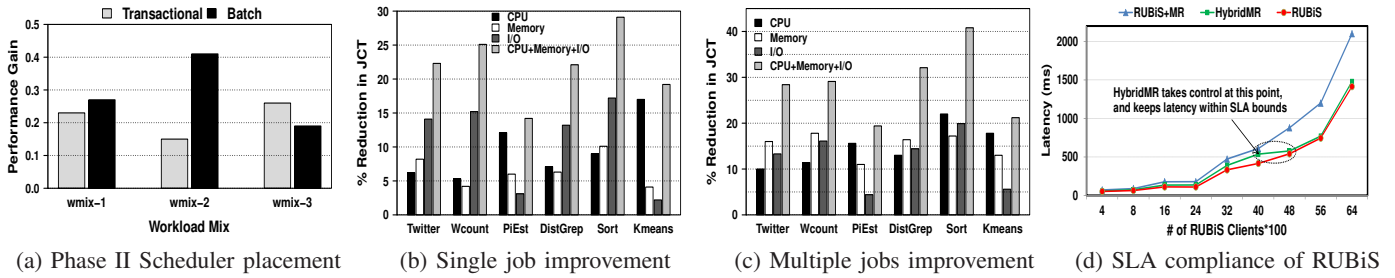 Transactional Batch
Performance Gain
0.5
0.4
0.3
0.2
0.1
0.0
wmix-1 wmix-2 wmix-3
Workload Mix
(a) Phase II Scheduler placement
% Reduction in JCT
30
25
20
15
10
5
0
CPU
Memory
I/O
CPU+Memory+I/O
Twitter Wcount PiEst DistGrep Sort Kmeans
(b) Single job improvement
% Reduction in JCT
40
30
20
10
0
CPU
Memory
I/O
CPU+Memory+I/O
Twitter Wcount PiEst DistGrep Sort Kmeans
(c) Multiple jobs improvement
RUBiS+MR HybridMR RUBiS
Latency (ms)
2000
1500
1000
500
0
HybridMR takes control at this point,
and keeps latency within SLA bounds
4 8 16 24 32 40 48 56 64
# of RUBiS Clients*100
(d) SLA compliance of RUBiS